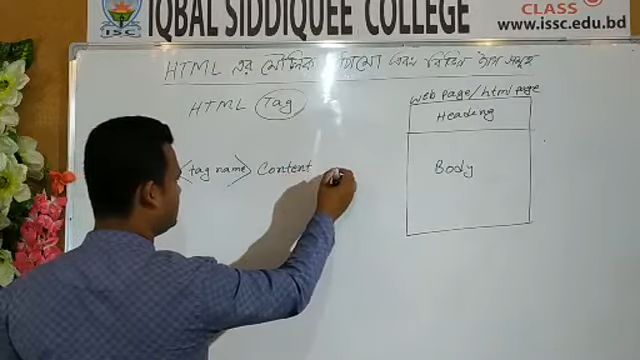 IQBAL SIDDIQUEE COLLEGE
CLASS
www.issc.edu.bd
ISC
HTML এর মৌলিক এবং বিভিন্ন ট্যাগ সমূহ
HTML Tag
web page/html page
Heading
<tag name> Content
Body